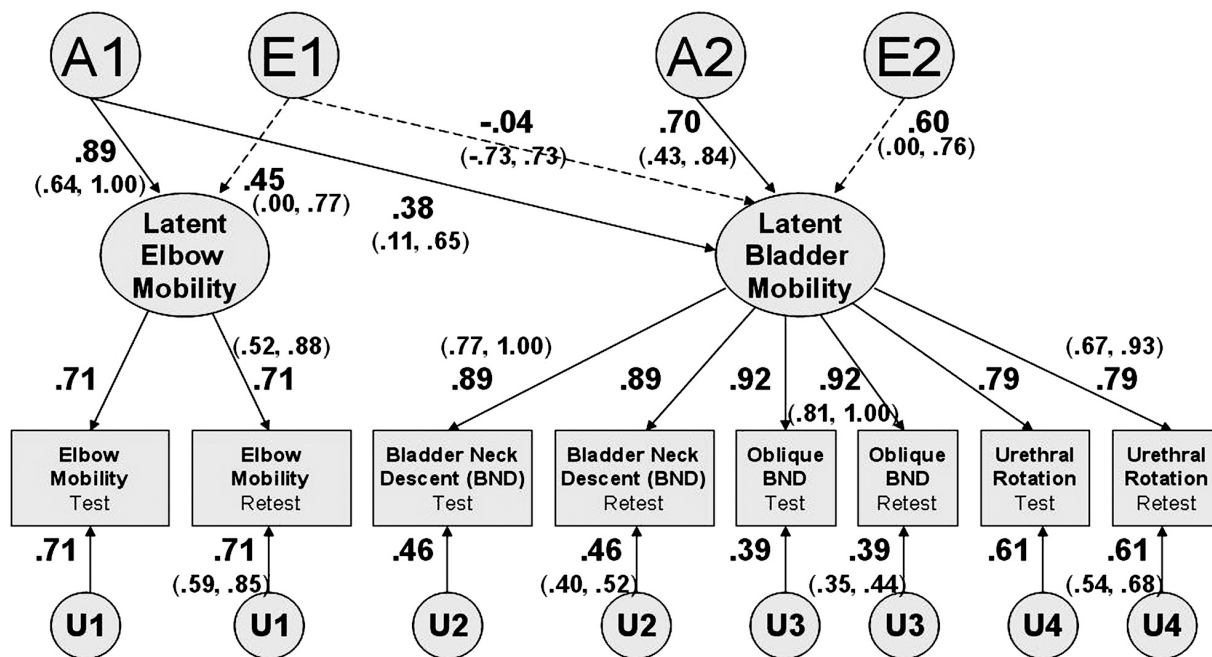 A1
E1
A2
E2
.89
(.64, 1.00)
.45
(.00, .77)
-.04
(-.73, .73)
.38
(.11, .65)
.70
(.43, .84)
.60
(.00, .76)
Latent
Elbow
Mobility
Latent
Bladder
Mobility
.71
(.52, .88)
.71
(.77, 1.00)
.89
.89
.92
.92
(.81, 1.00)
.79
(.67, .93)
.79
Elbow
Mobility
Test
Elbow
Mobility
Retest
Bladder Neck
Descent (BND)
Test
Bladder Neck
Descent (BND)
Retest
Oblique
BND
Test
Oblique
BND
Retest
Urethral
Rotation
Test
Urethral
Rotation
Retest
.71
.71
(.59, .85)
.46
.46
(.40, .52)
.39
.39
(.35, .44)
.61
.61
(.54, .68)
U1
U1
U2
U2
U3
U3
U4
U4